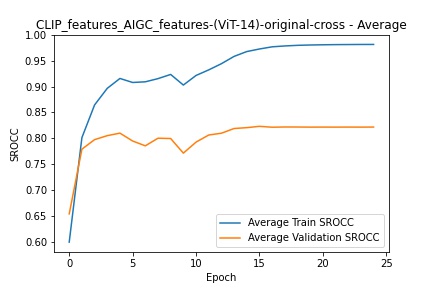 CLIP_features_AIGC_features-(ViT-14)-original-cross - Average
1.00
0.95
0.90
0.85
0.80
0.75
0.70
0.65
0.60
SROCC
Average Train SROCC
Average Validation SROCC
0 5 10 15 20 25
Epoch